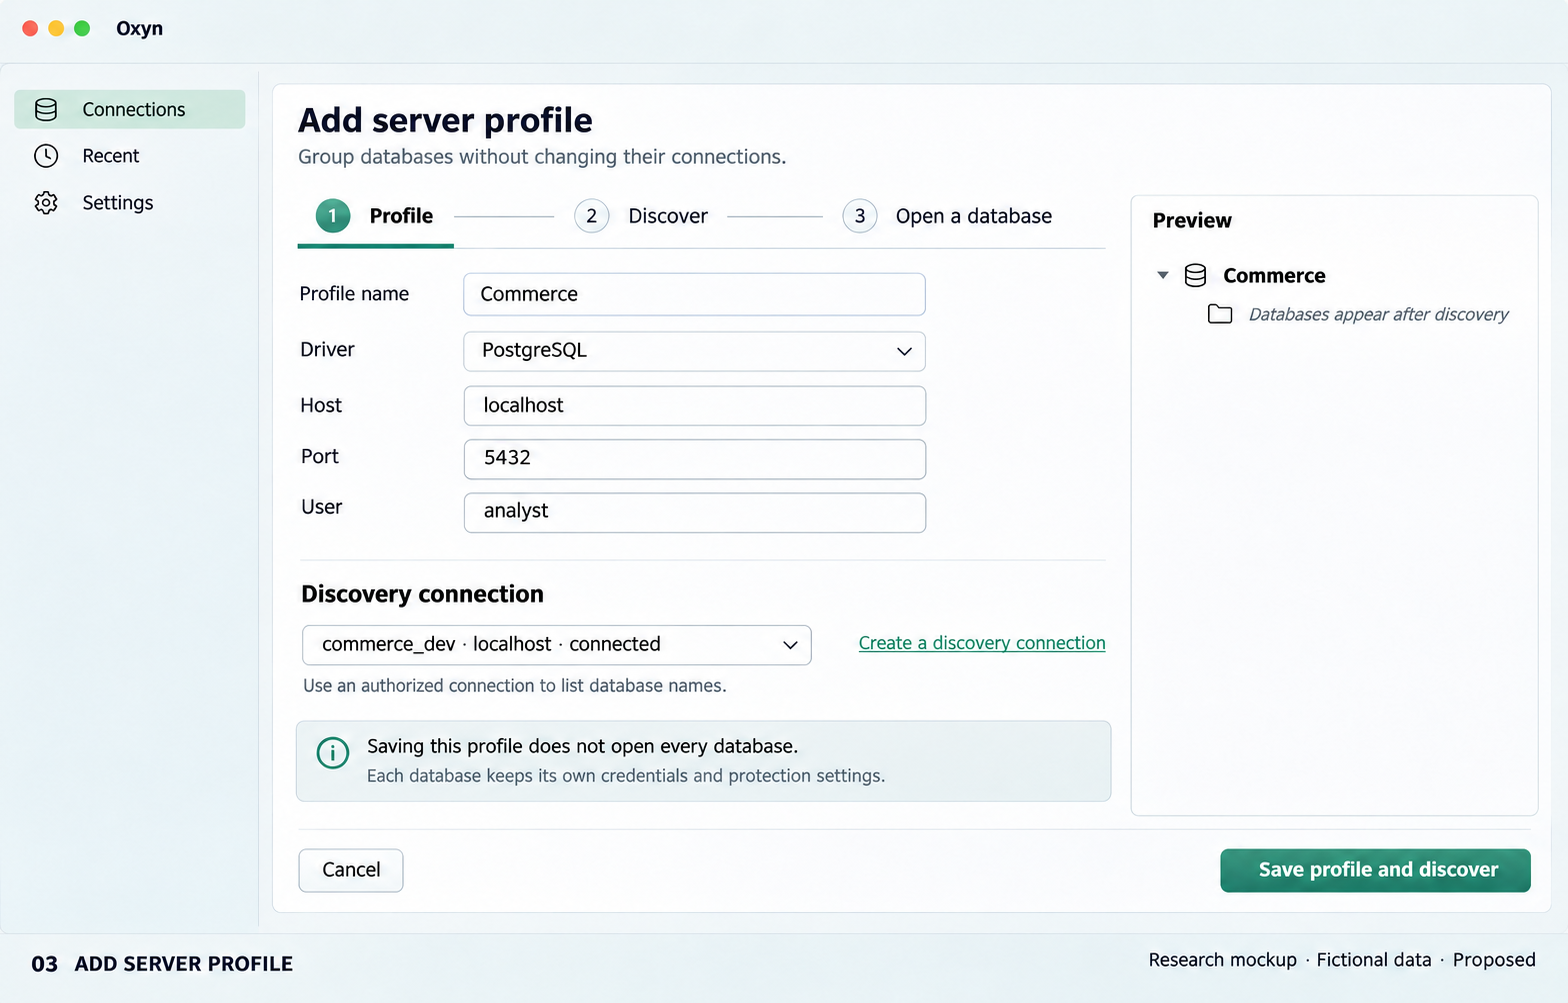 Oxyn
Connections
Recent
Settings
Add server profile
Group databases without changing their connections.
1 Profile
2 Discover
3 Open a database
Profile name
Commerce
Driver
PostgreSQL
Host
localhost
Port
5432
User
analyst
Discovery connection
commerce_dev · localhost · connected
Create a discovery connection
Use an authorized connection to list database names.
Saving this profile does not open every database.
Each database keeps its own credentials and protection settings.
Preview
Commerce
Databases appear after discovery
Cancel
Save profile and discover
03 ADD SERVER PROFILE
Research mockup · Fictional data · Proposed